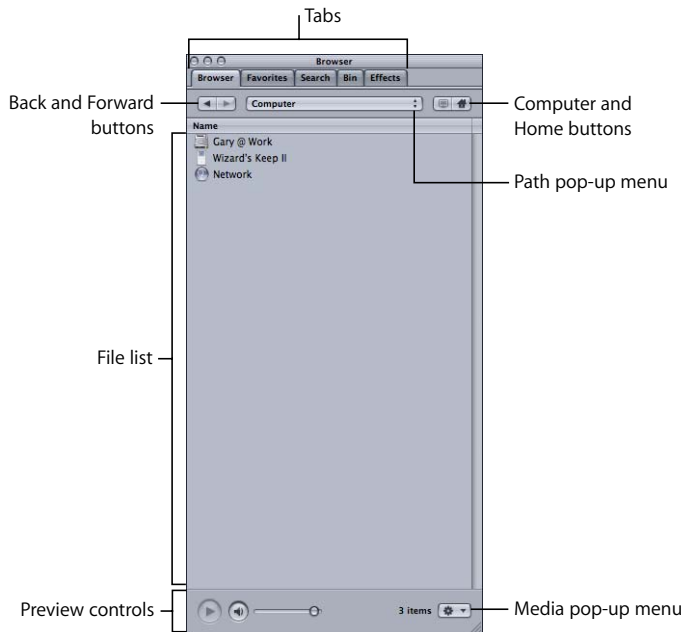 Tabs
Browser
Browser Favorites Search Bin Effects
Back and Forward
buttons
Computer
Computer and
Home buttons
Name
Gary @ Work
Wizard's Keep II
Network
Path pop-up menu
File list
Preview controls
3 items
Media pop-up menu